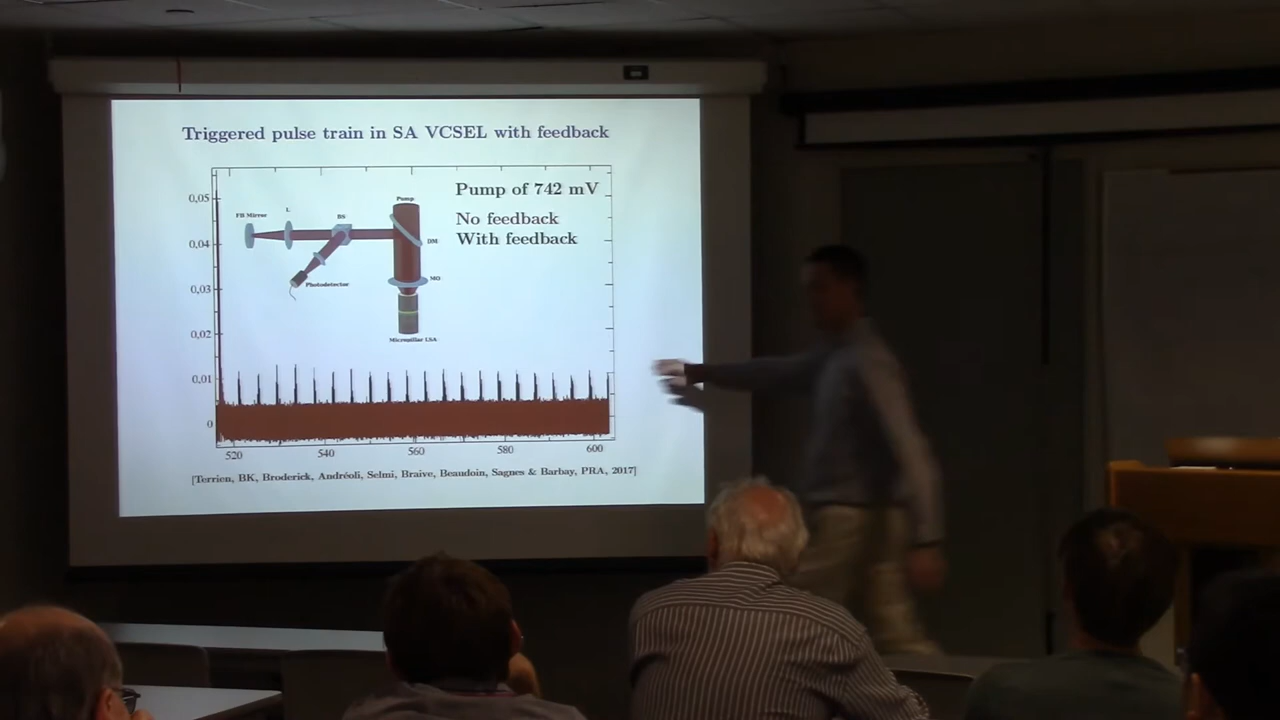 Triggered pulse train in SA VCSEL with feedback
Pump of 742 mV
No feedback
With feedback
Pump
FB Mirror
L
BS
DM
MO
Photodetector
Micropillar LSA
0,05
0,04
0,03
0,02
0,01
0
520
540
560
580
600
[Terrien, BK, Broderick, Andréoli, Selmi, Braive, Beaudoin, Sagnes & Barbay, PRA, 2017]